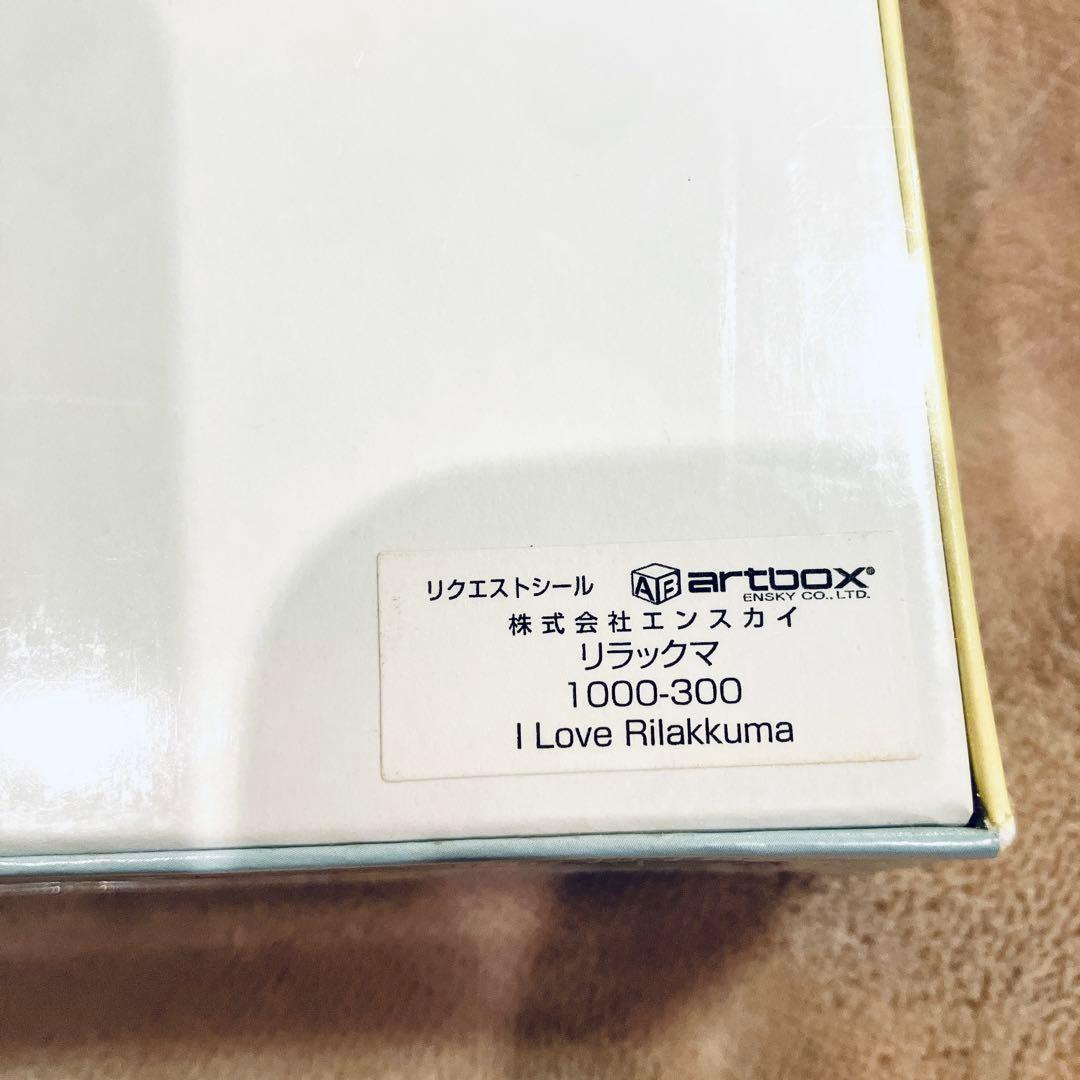 リクエストシール AB artbox®
ENSKY CO.,LTD.
株式会社エンスカイ
リラックマ
1000-300
I Love Rilakkuma